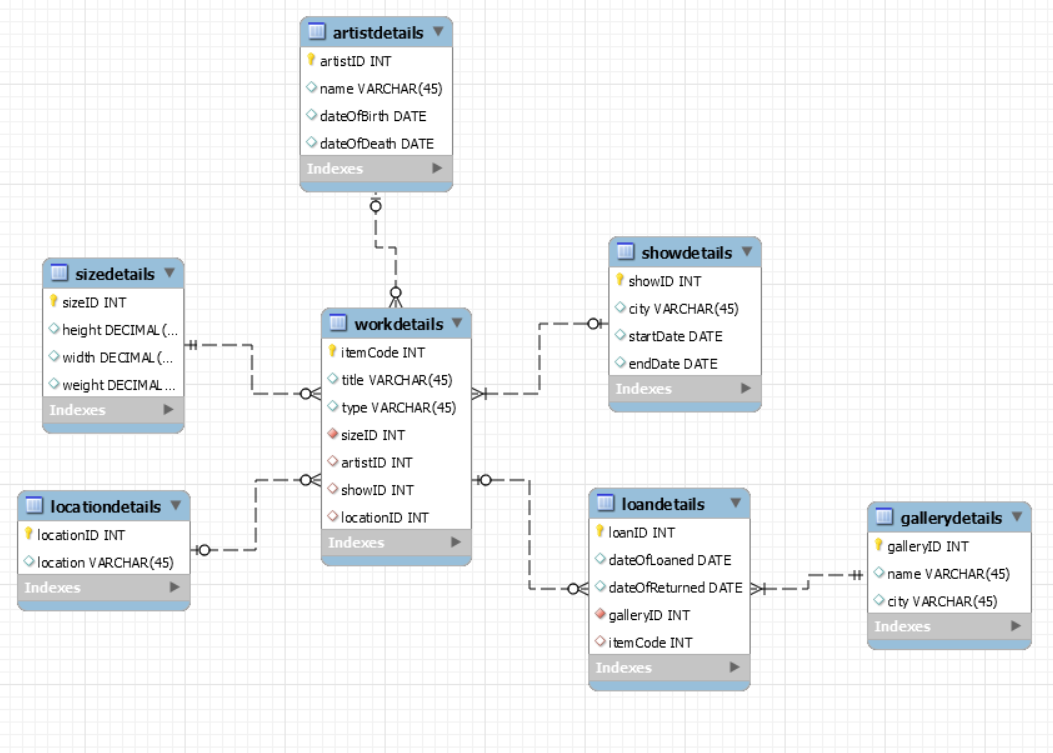 artistdetails
artistID INT
name VARCHAR(45)
dateOfBirth DATE
dateOfDeath DATE
Indexes
sizedetails
sizeID INT
height DECIMAL(...
width DECIMAL(...
weight DECIMAL...
Indexes
showdetails
showID INT
city VARCHAR(45)
startDate DATE
endDate DATE
Indexes
workdetails
itemCode INT
title VARCHAR(45)
type VARCHAR(45)
sizeID INT
artistID INT
showID INT
locationID INT
Indexes
locationdetails
locationID INT
location VARCHAR(45)
Indexes
loandetails
loanID INT
dateOfLoaned DATE
dateOfReturned DATE
galleryID INT
itemCode INT
Indexes
gallerydetails
galleryID INT
name VARCHAR(45)
city VARCHAR(45)
Indexes